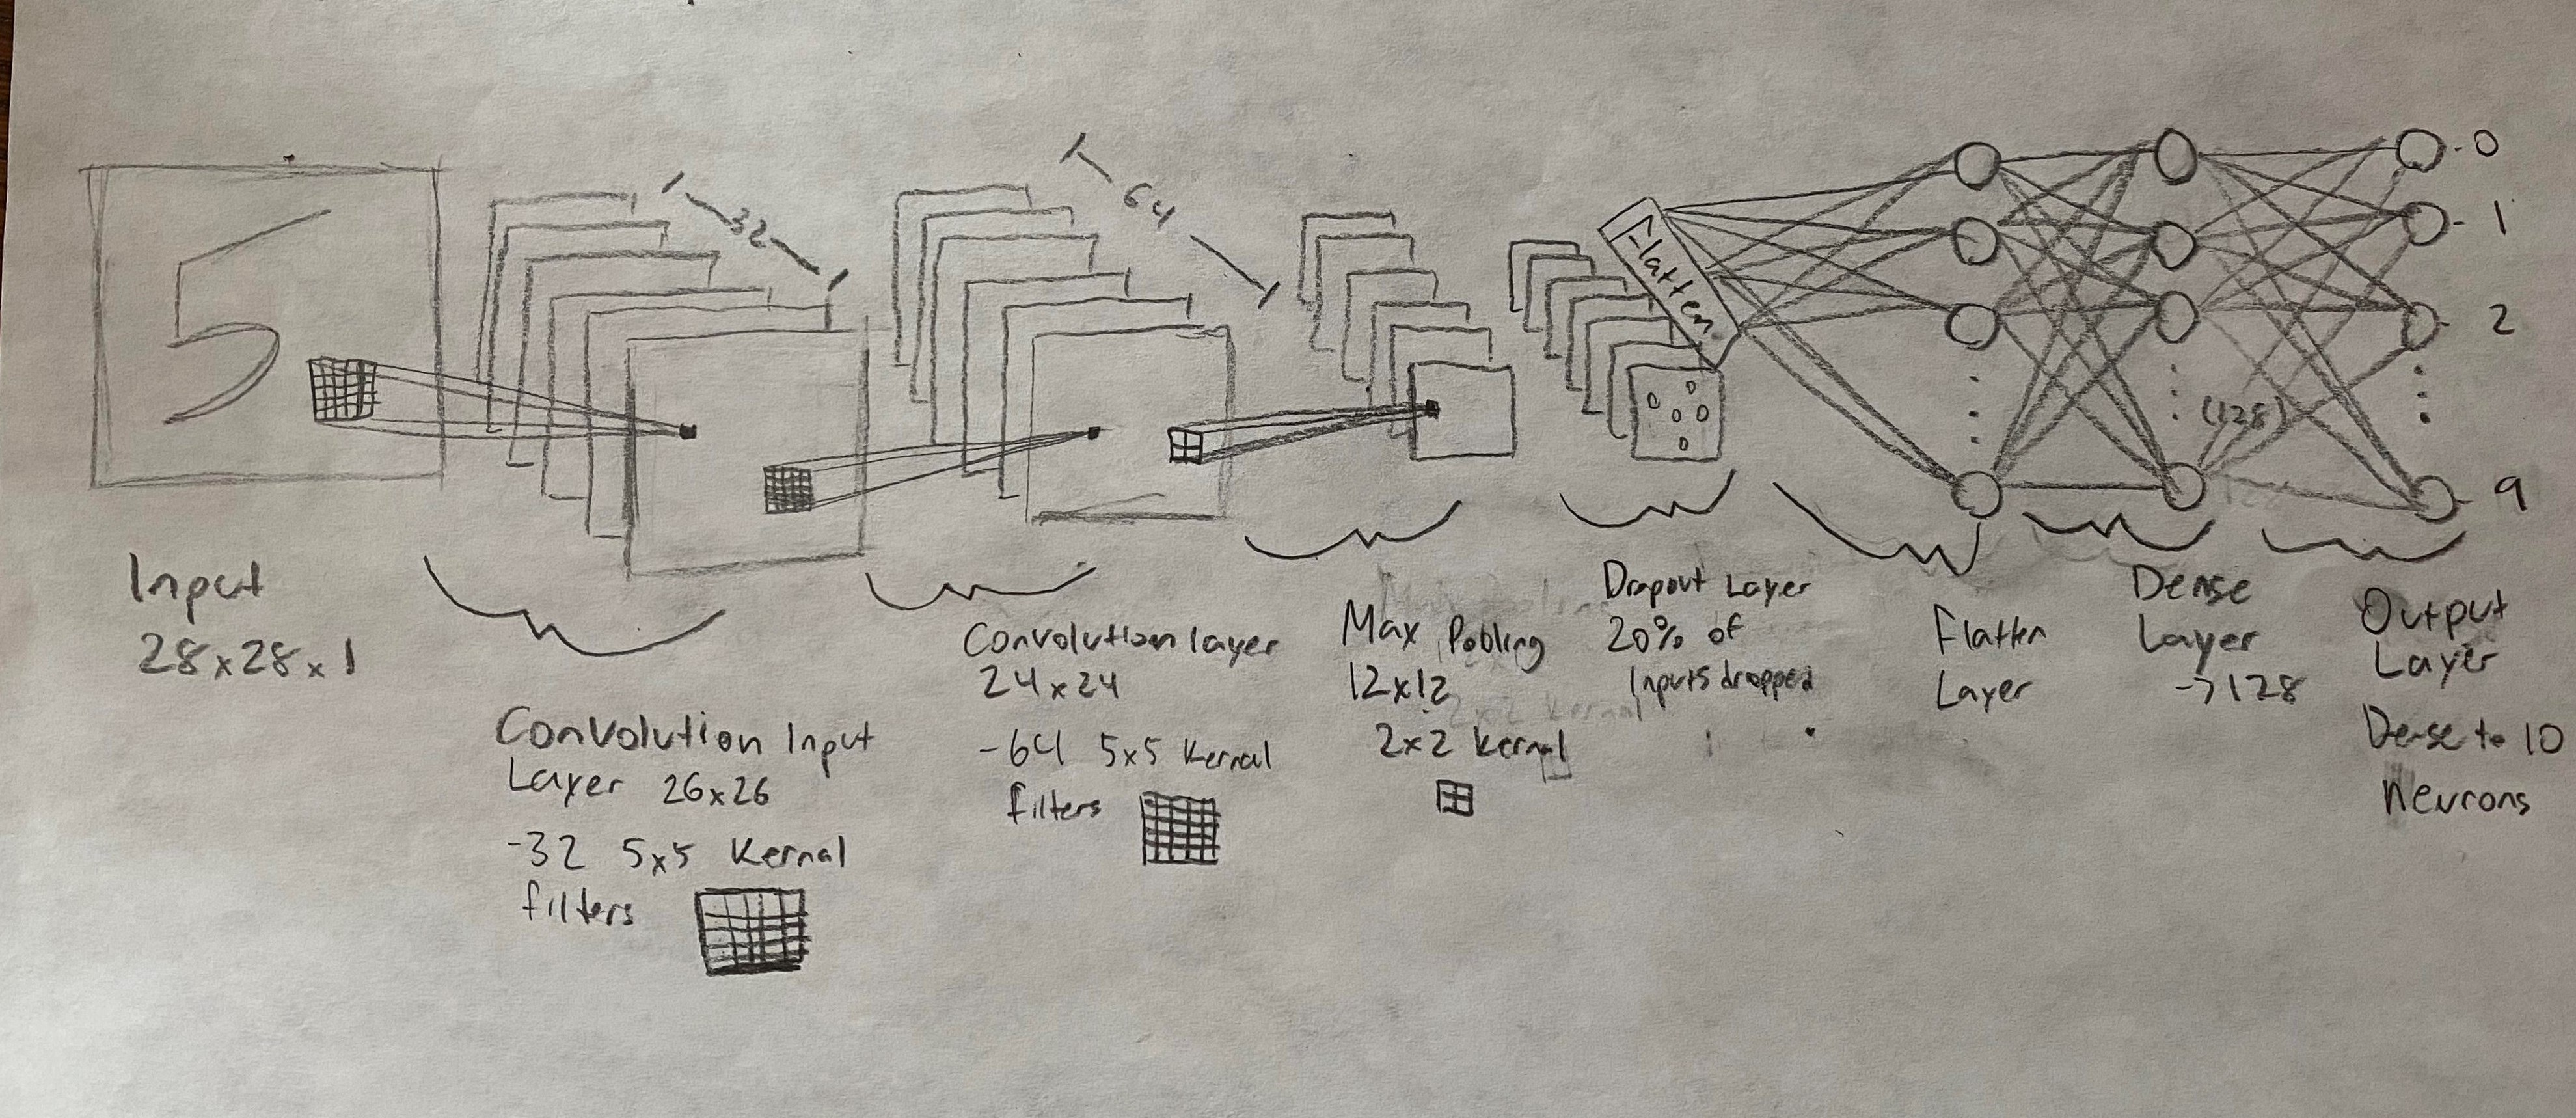 32
64
Flatten
0
1
2
(128)
9
Input
28x28x1
Convolution Input
Layer 26x26
-32 5x5 Kernal
filters
Convolution layer
24x24
-64 5x5 Kernal
filters
Max Pooling
12x12
2x2 kernal
Dropout Layer
20% of
Inputs dropped
Flatten
Layer
Dense
Layer
->128
Output
Layer
Dense to 10
Neurons